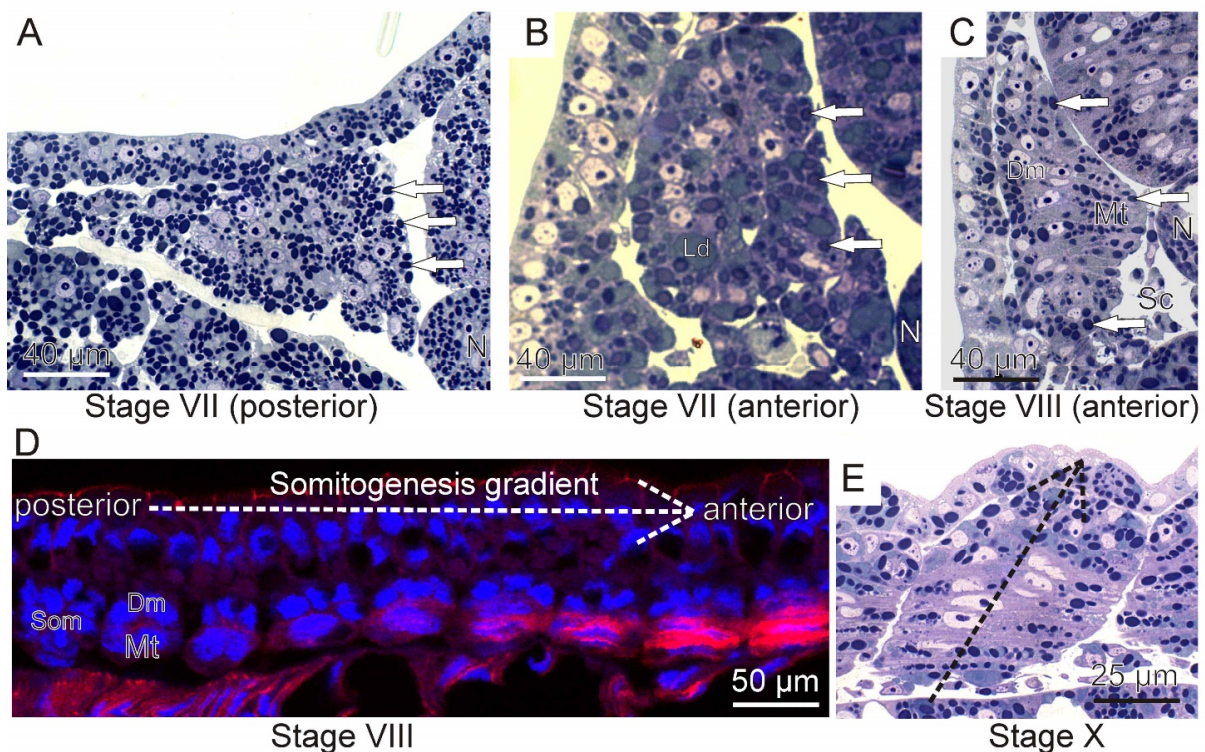 A
N
40 µm
Stage VII (posterior)
B
Ld
N
40 µm
Stage VII (anterior)
C
Dm
Mt
N
Sc
40 µm
Stage VIII (anterior)
D
Somitogenesis gradient
posterior
anterior
Som
Dm
Mt
50 µm
Stage VIII
E
25 µm
Stage X